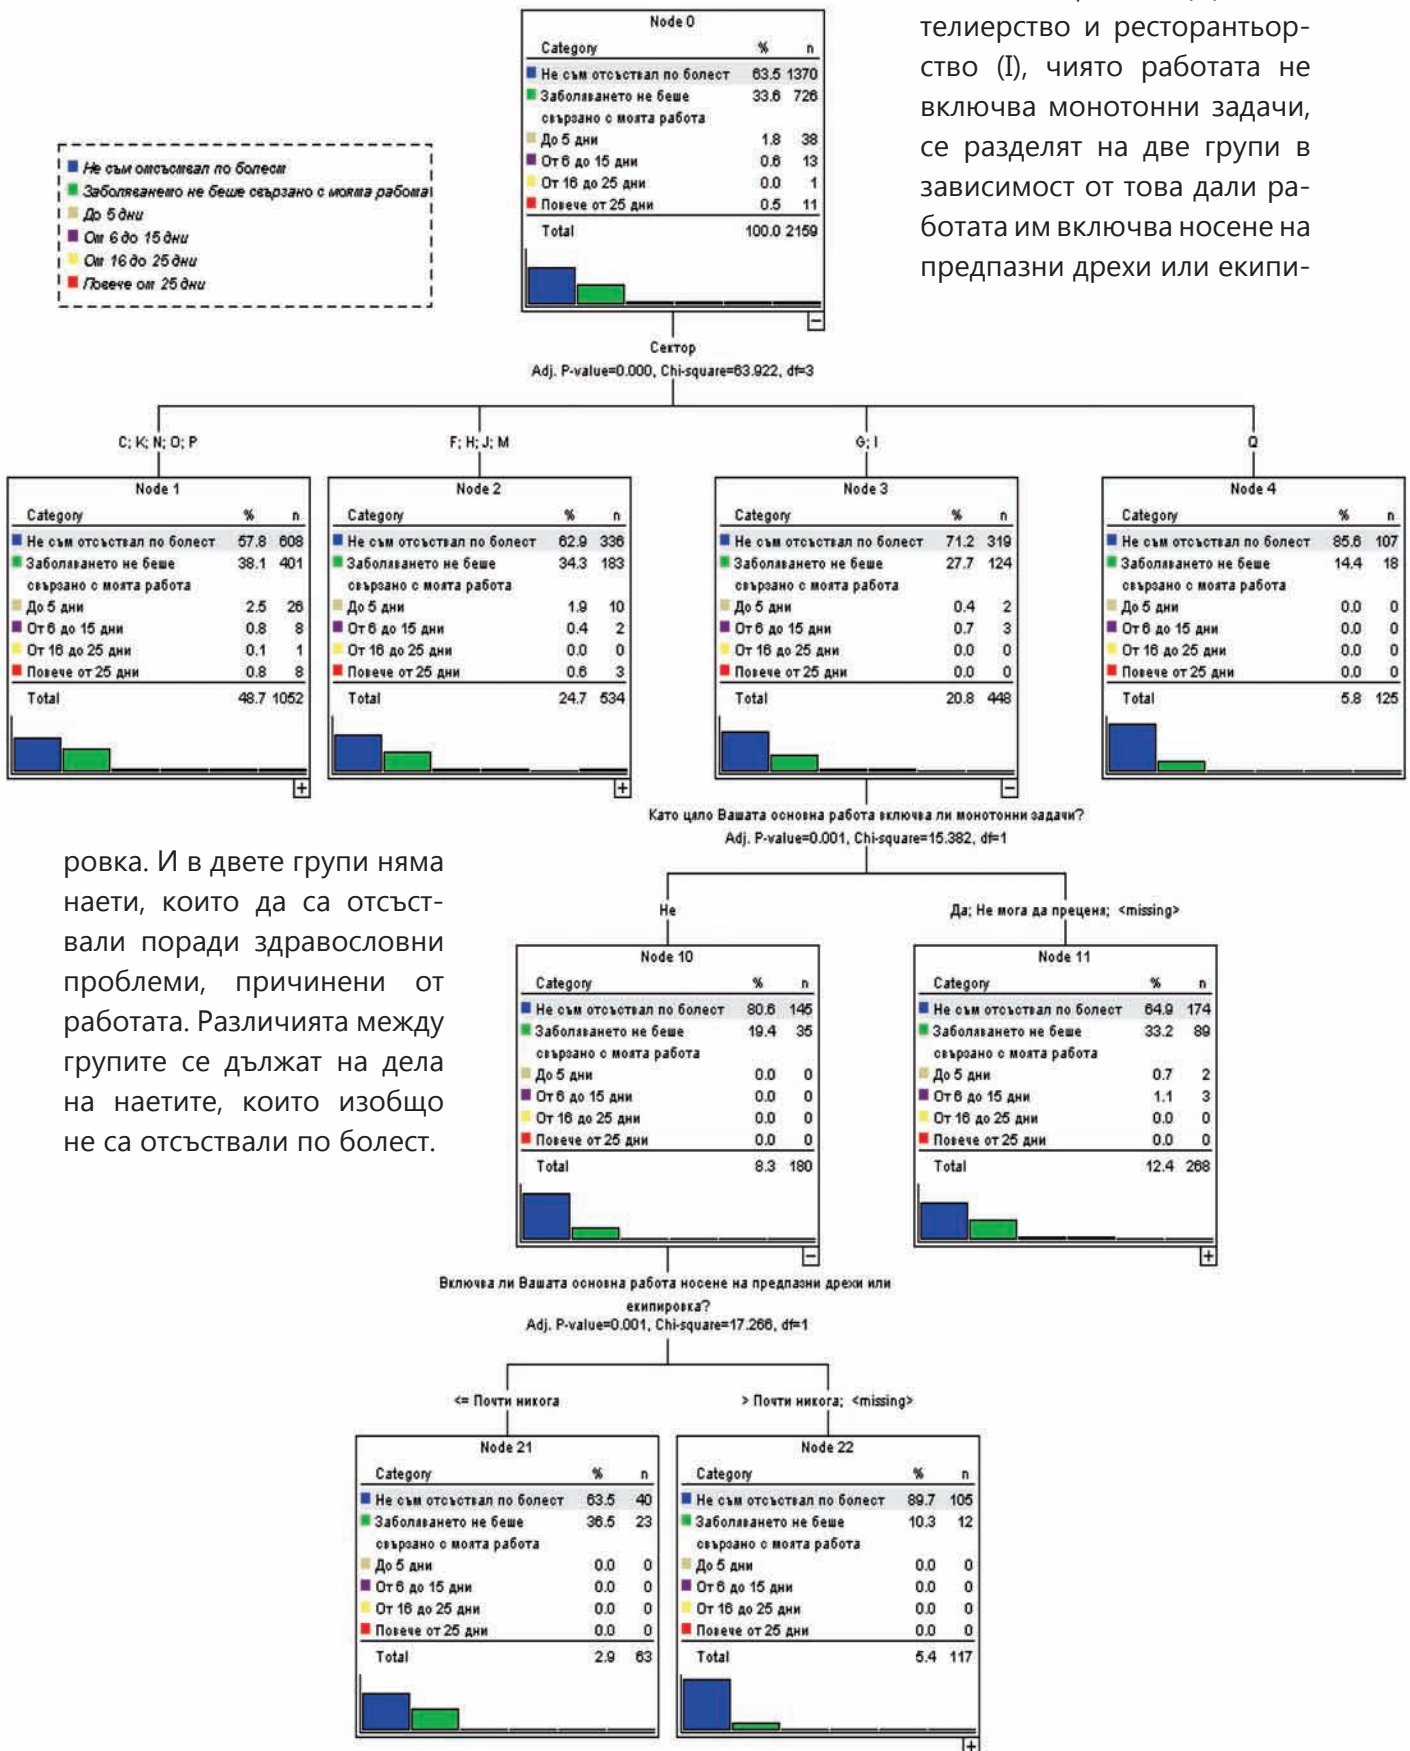 телиерство и ресторантьор-
ство (I), чиято работата не
включва монотонни задачи,
се разделят на две групи в
зависимост от това дали ра-
ботата им включва носене на
предпазни дрехи или екипи-
Не съм отсъствал по болест
Заболяването не беше свързано с моята работа
До 5 дни
От 6 до 15 дни
От 16 до 25 дни
Повече от 25 дни
Node 0
Category % n
Не съм отсъствал по болест 63.5 1370
Заболяването не беше 33.6 726
свързано с моята работа
До 5 дни 1.8 38
От 6 до 15 дни 0.6 13
От 16 до 25 дни 0.0 1
Повече от 25 дни 0.5 11
Total 100.0 2159
Сектор
Adj. P-value=0.000, Chi-square=63.922, df=3
C; K; N; O; P
Node 1
Category % n
Не съм отсъствал по болест 57.8 608
Заболяването не беше 38.1 401
свързано с моята работа
До 5 дни 2.5 26
От 6 до 15 дни 0.8 8
От 16 до 25 дни 0.1 1
Повече от 25 дни 0.8 8
Total 48.7 1052
F; H; J; M
Node 2
Category % n
Не съм отсъствал по болест 62.9 336
Заболяването не беше 34.3 183
свързано с моята работа
До 5 дни 1.9 10
От 6 до 15 дни 0.4 2
От 16 до 25 дни 0.0 0
Повече от 25 дни 0.6 3
Total 24.7 534
G; I
Node 3
Category % n
Не съм отсъствал по болест 71.2 319
Заболяването не беше 27.7 124
свързано с моята работа
До 5 дни 0.4 2
От 6 до 15 дни 0.7 3
От 16 до 25 дни 0.0 0
Повече от 25 дни 0.0 0
Total 20.8 448
Q
Node 4
Category % n
Не съм отсъствал по болест 85.6 107
Заболяването не беше 14.4 18
свързано с моята работа
До 5 дни 0.0 0
От 6 до 15 дни 0.0 0
От 16 до 25 дни 0.0 0
Повече от 25 дни 0.0 0
Total 5.8 125
Като цяло Вашата основна работа включва ли монотонни задачи?
Adj. P-value=0.001, Chi-square=15.382, df=1
ровка. И в двете групи няма
наети, които да са отсъст-
вали поради здравословни
проблеми, причинени от
работата. Различията между
групите се дължат на дела
на наетите, които изобщо
не са отсъствали по болест.
Не
Node 10
Category % n
Не съм отсъствал по болест 80.6 145
Заболяването не беше 19.4 35
свързано с моята работа
До 5 дни 0.0 0
От 6 до 15 дни 0.0 0
От 16 до 25 дни 0.0 0
Повече от 25 дни 0.0 0
Total 8.3 180
Да; Не мога да преценя; <missing>
Node 11
Category % n
Не съм отсъствал по болест 64.9 174
Заболяването не беше 33.2 89
свързано с моята работа
До 5 дни 0.7 2
От 6 до 15 дни 1.1 3
От 16 до 25 дни 0.0 0
Повече от 25 дни 0.0 0
Total 12.4 268
Включва ли Вашата основна работа носене на предпазни дрехи или
екипировка?
Adj. P-value=0.001, Chi-square=17.266, df=1
<= Почти никога
Node 21
Category % n
Не съм отсъствал по болест 63.5 40
Заболяването не беше 36.5 23
свързано с моята работа
До 5 дни 0.0 0
От 6 до 15 дни 0.0 0
От 16 до 25 дни 0.0 0
Повече от 25 дни 0.0 0
Total 2.9 63
> Почти никога; <missing>
Node 22
Category % n
Не съм отсъствал по болест 89.7 105
Заболяването не беше 10.3 12
свързано с моята работа
До 5 дни 0.0 0
От 6 до 15 дни 0.0 0
От 16 до 25 дни 0.0 0
Повече от 25 дни 0.0 0
Total 5.4 117